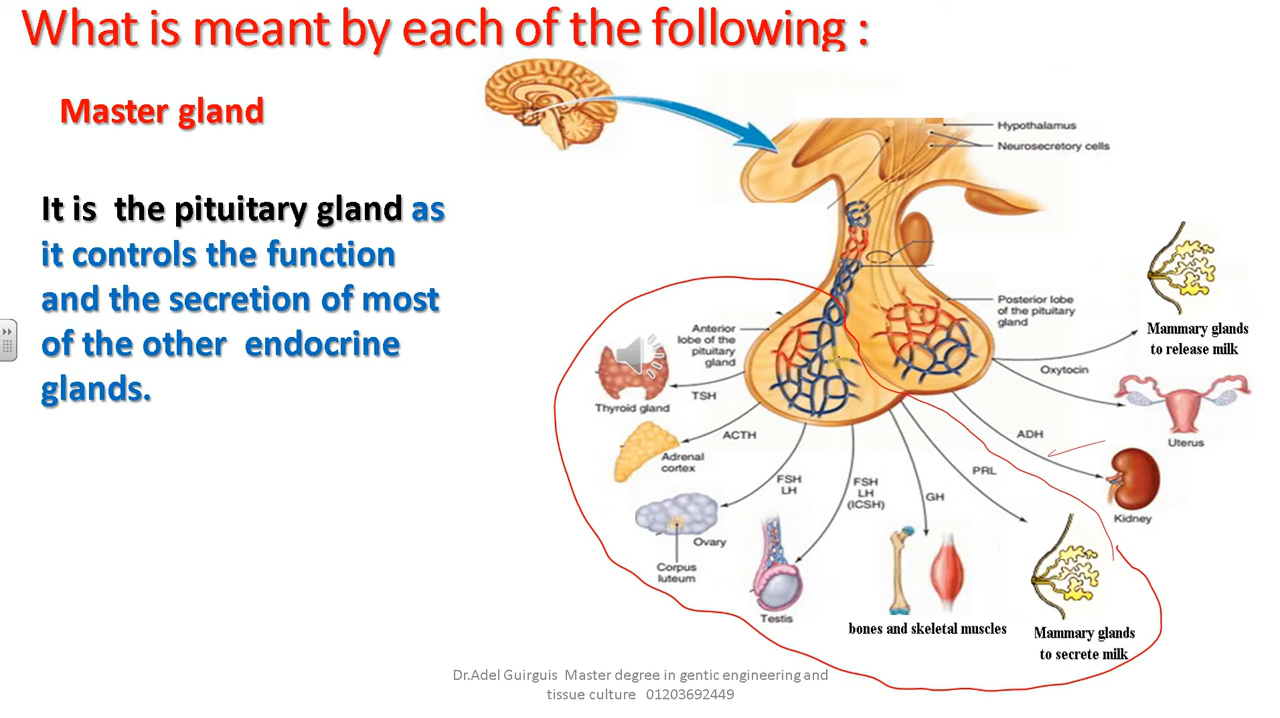 What is meant by each of the following :
Master gland
It is the pituitary gland as
it controls the function
and the secretion of most
of the other endocrine
glands.
Hypothalamus
Neurosecretory cells
Posterior lobe
of the pituitary
gland
Anterior
lobe of the
pituitary
gland
Mammary glands
to release milk
Oxytocin
Uterus
ADH
Kidney
Thyroid gland
TSH
ACTH
Adrenal
cortex
FSH
LH
Ovary
Corpus
luteum
FSH
LH
(ICSH)
Testis
GH
bones and skeletal muscles
PRL
Mammary glands
to secrete milk
Dr.Adel Guirguis Master degree in gentic engineering and
tissue culture 01203692449